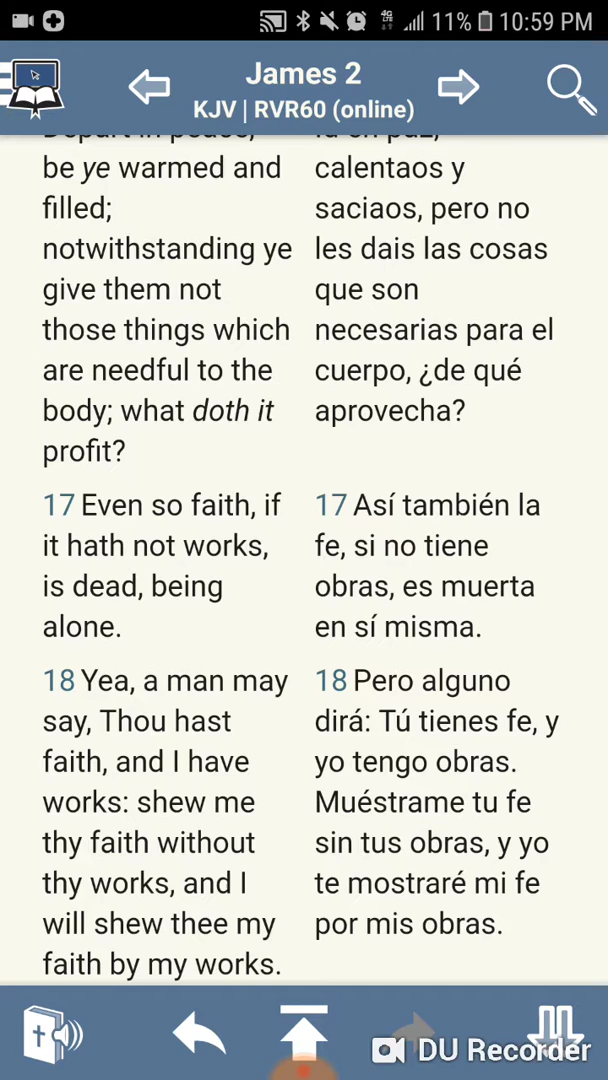 4G LTE 11% 10:59 PM
James 2
KJV | RVR60 (online)
be ye warmed and
filled;
notwithstanding ye
give them not
those things which
are needful to the
body; what doth it
profit?
17 Even so faith, if
it hath not works,
is dead, being
alone.
18 Yea, a man may
say, Thou hast
faith, and I have
works: shew me
thy faith without
thy works, and I
will shew thee my
faith by my works.
calentaos y
saciaos, pero no
les dais las cosas
que son
necesarias para el
cuerpo, ¿de qué
aprovecha?
17 Así también la
fe, si no tiene
obras, es muerta
en sí misma.
18 Pero alguno
dirá: Tú tienes fe, y
yo tengo obras.
Muéstrame tu fe
sin tus obras, y yo
te mostraré mi fe
por mis obras.
DU Recorder